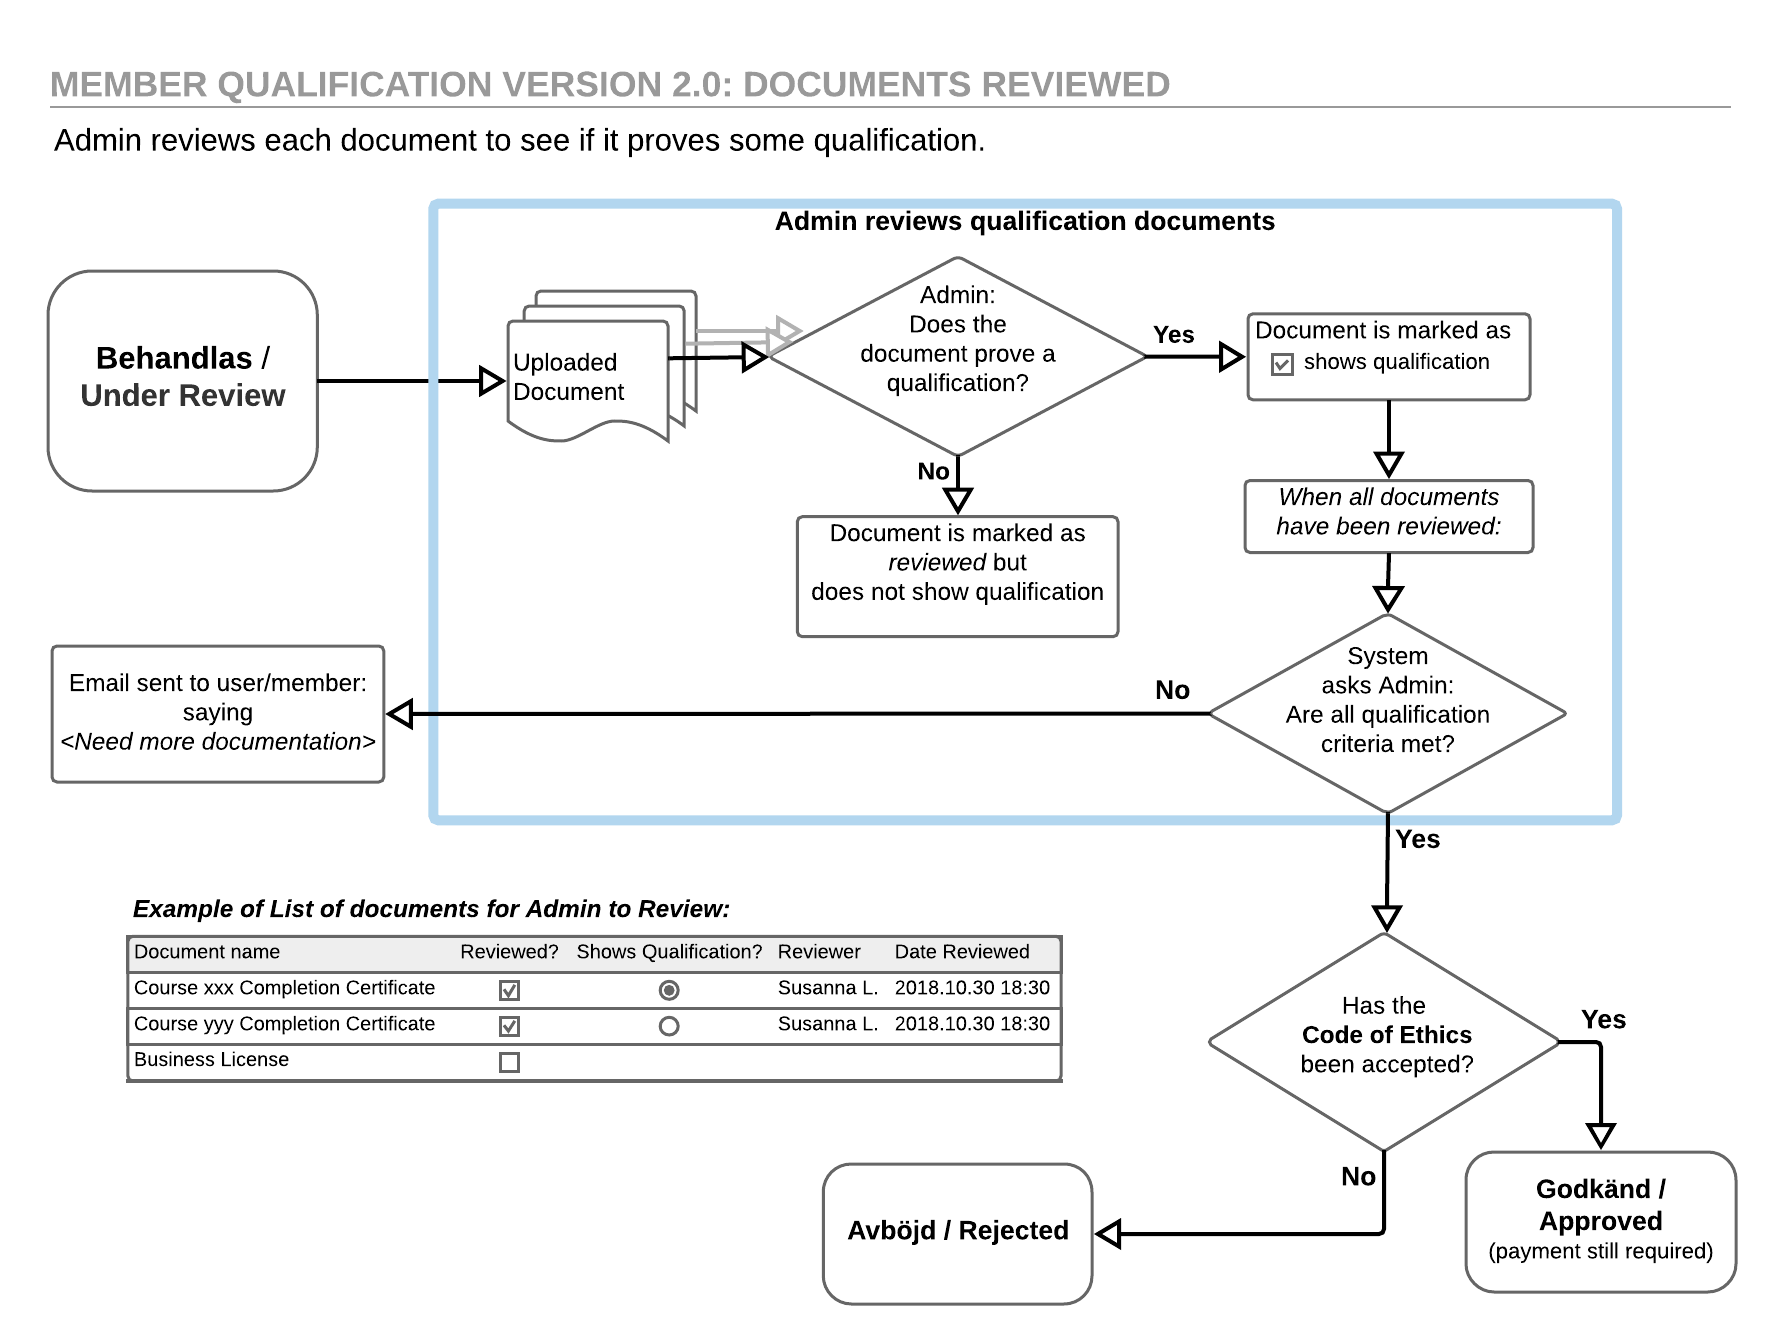 MEMBER QUALIFICATION VERSION 2.0: DOCUMENTS REVIEWED
Admin reviews each document to see if it proves some qualification.
Admin reviews qualification documents
Behandlas /
Under Review
Uploaded
Document
Admin:
Does the
document prove a
qualification?
Yes
Document is marked as
shows qualification
No
Document is marked as
reviewed but
does not show qualification
When all documents
have been reviewed:
System
asks Admin:
Are all qualification
criteria met?
No
Email sent to user/member:
saying
<Need more documentation>
Yes
Example of List of documents for Admin to Review:
Document name Reviewed? Shows Qualification? Reviewer Date Reviewed
Course xxx Completion Certificate Susanna L. 2018.10.30 18:30
Course yyy Completion Certificate Susanna L. 2018.10.30 18:30
Business License
Has the
Code of Ethics
been accepted?
Yes
No
Avböjd / Rejected
Godkänd /
Approved
(payment still required)